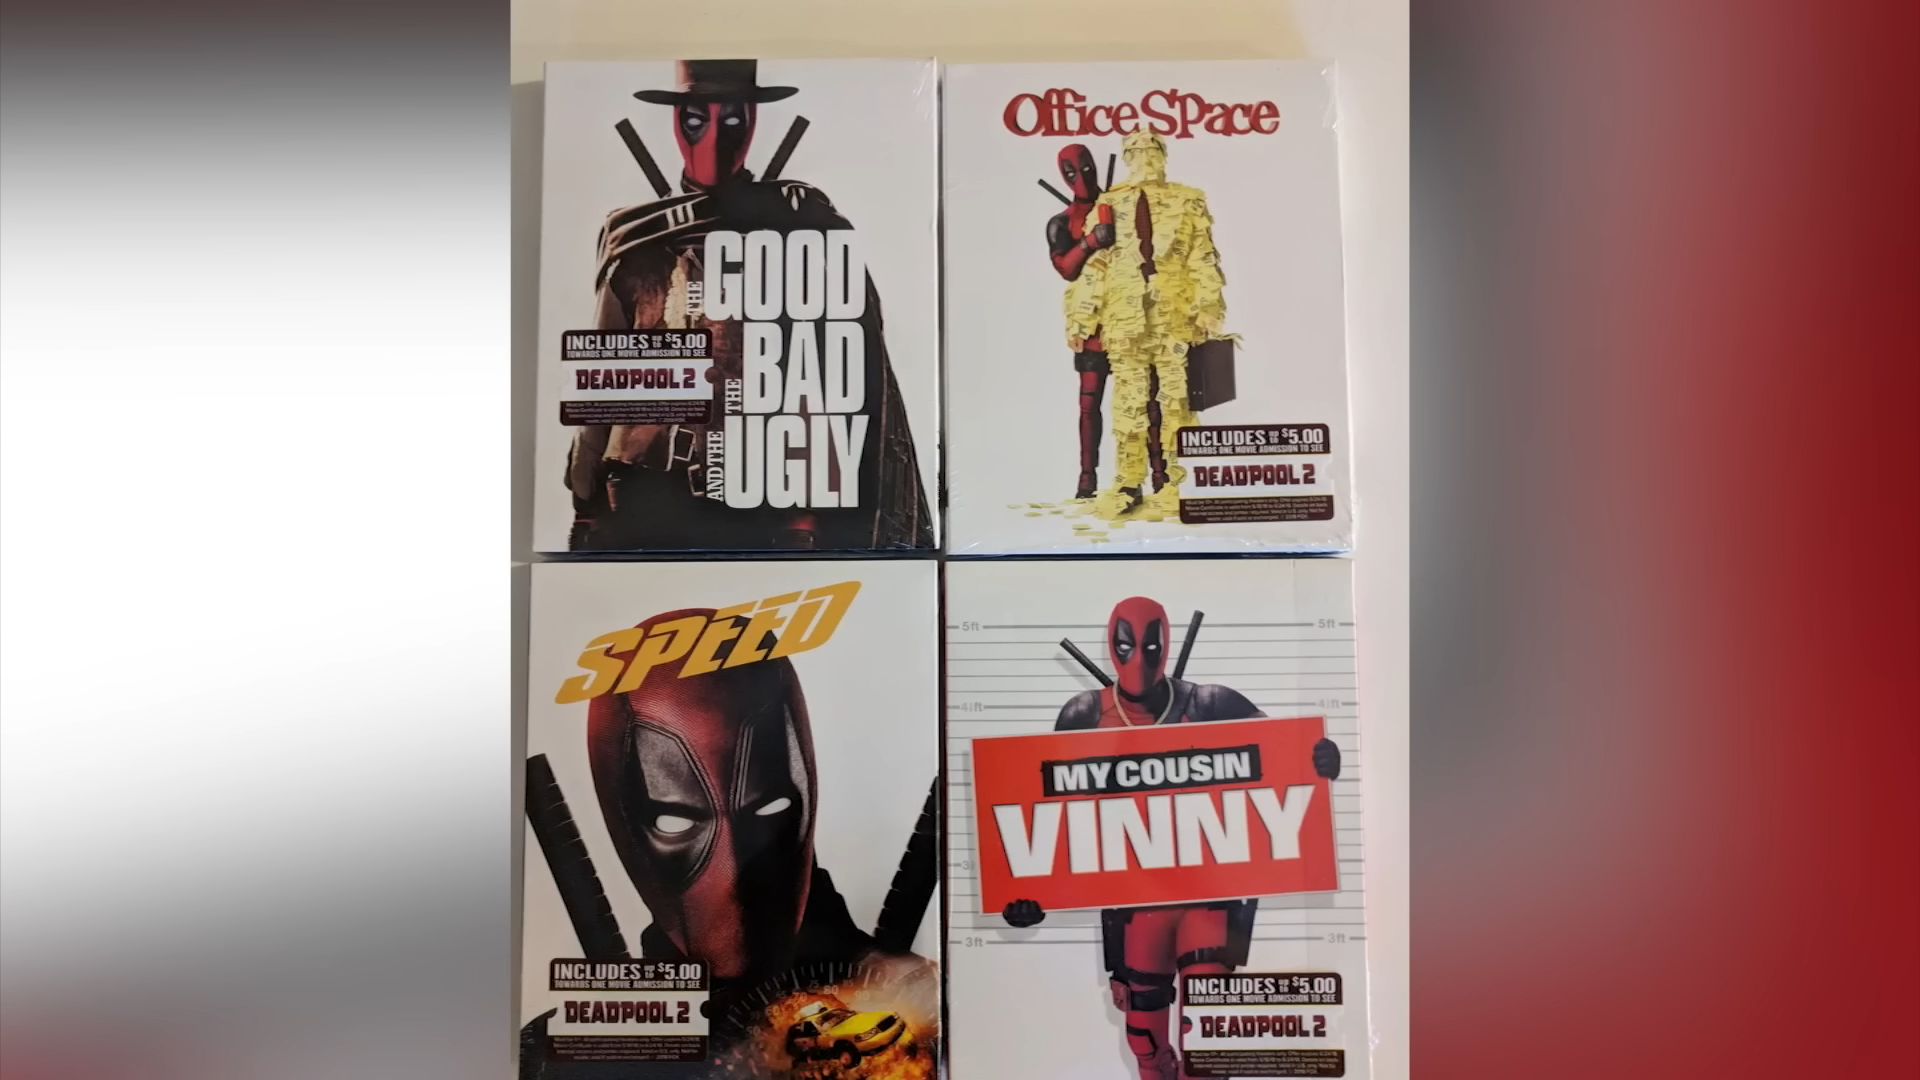 THE GOOD
THE BAD
AND THE UGLY
INCLUDES UP TO $5.00
TOWARDS ONE MOVIE ADMISSION TO SEE
DEADPOOL 2
Office Space
INCLUDES UP TO $5.00
TOWARDS ONE MOVIE ADMISSION TO SEE
DEADPOOL 2
SPEED
INCLUDES UP TO $5.00
TOWARDS ONE MOVIE ADMISSION TO SEE
DEADPOOL 2
70 80
5ft 5ft
MY COUSIN
VINNY
3ft 3ft
INCLUDES UP TO $5.00
TOWARDS ONE MOVIE ADMISSION TO SEE
DEADPOOL 2